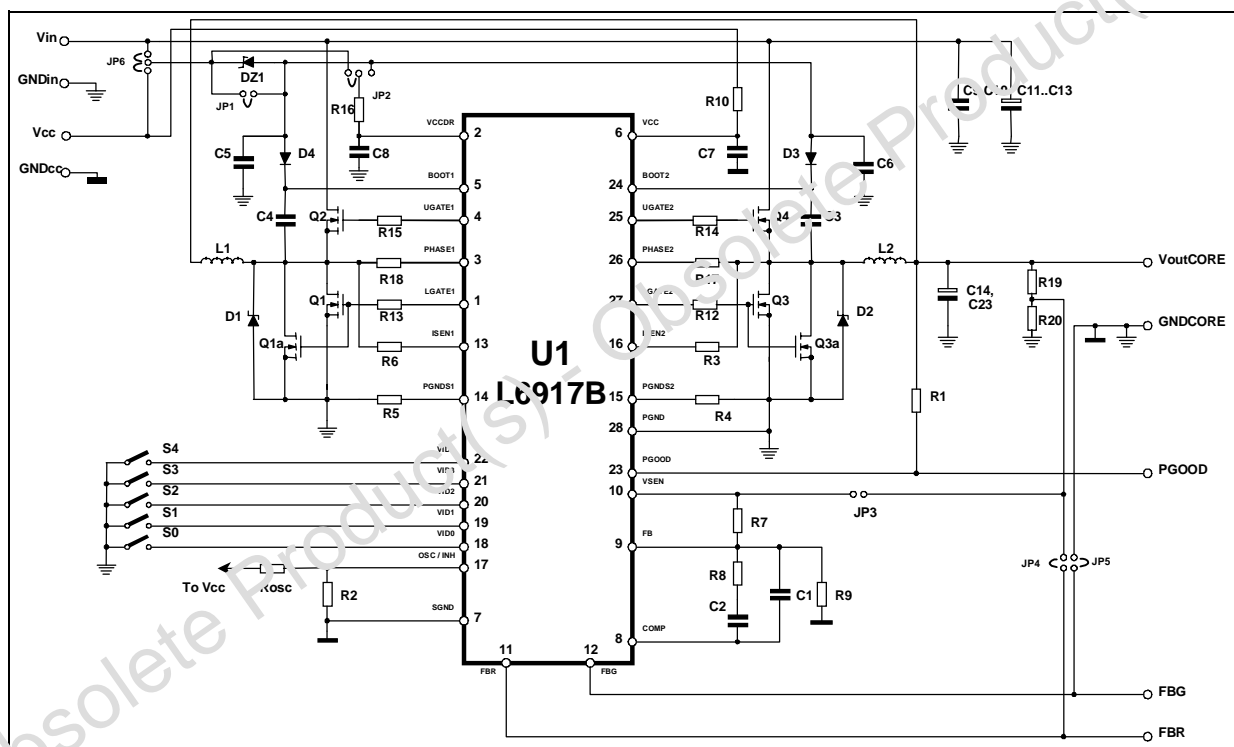 Vin
JP6
GNDin
DZ1
JP1
JP2
R16
R10
C11..C13
Vcc
GNDcc
VCCDR
2
6
VCC
C5
D4
C8
C7
D3
C6
BOOT1
5
24
BOOT2
C4
Q2
UGATE1
4
25
UGATE2
Q4
R15
R14
L1
PHASE1
3
26
PHASE2
L2
VoutCORE
R18
R17
R19
Q1
LGATE1
1
27
Q3
C14,
C23
GNDCORE
D1
R13
R12
D2
R20
Q1a
ISEN1
13
16
Q3a
R6
R3
U1
L6917B
PGNDS1
14
15
PGNDS2
R5
R4
R1
28
PGND
S4
22
23
PGOOD
PGOOD
S3
21
10
VSEN
S2
VID2
20
JP3
S1
VID1
19
R7
S0
VID0
18
9
FB
OSC / INH
17
To Vcc
Rosc
R2
R8
C1
R9
JP4
JP5
C2
SGND
7
8
COMP
11
12
FBR
FBG
FBG
FBR
Obsolete Product(s) - Obsolete Product(